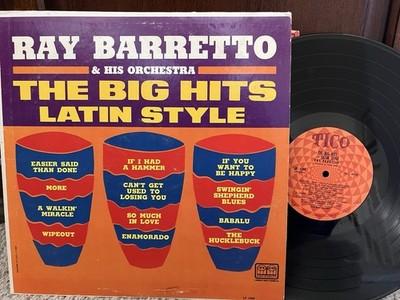 RAY BARRETTO
& HIS ORCHESTRA
THE BIG HITS
LATIN STYLE
EASIER SAID
THAN DONE
MORE
A WALKIN'
MIRACLE
WIPEOUT
IF I HAD
A HAMMER
CAN'T GET
USED TO
LOSING YOU
SO MUCH
IN LOVE
ENAMORADO
IF YOU
WANT TO
BE HAPPY
SWINGIN'
SHEPHERD
BLUES
BABALU
THE
HUCKLEBUCK
TICO